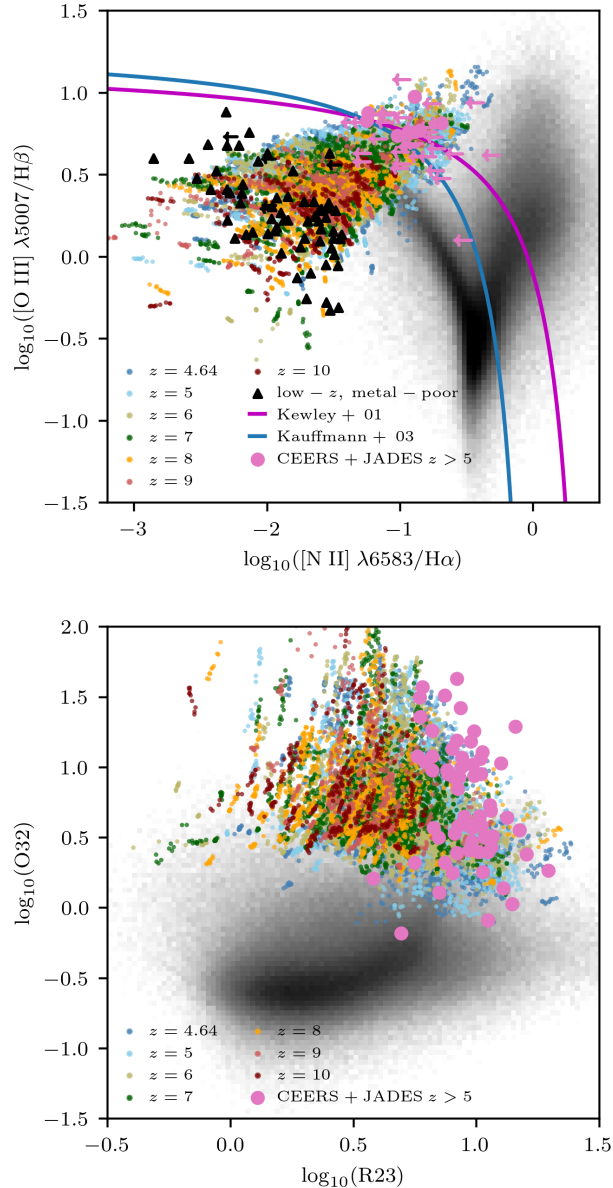 1.5
1.0
0.5
0.0
−0.5
−1.0
−1.5
log10([O III] λ5007/Hβ)
z = 4.64
z = 5
z = 6
z = 7
z = 8
z = 9
z = 10
low − z, metal − poor
Kewley + 01
Kauffmann + 03
CEERS + JADES z > 5
−3 −2 −1 0
log10([N II] λ6583/Hα)
2.0
1.5
1.0
0.5
0.0
−0.5
−1.0
−1.5
log10(O32)
z = 4.64
z = 5
z = 6
z = 7
z = 8
z = 9
z = 10
CEERS + JADES z > 5
−0.5 0.0 0.5 1.0 1.5
log10(R23)